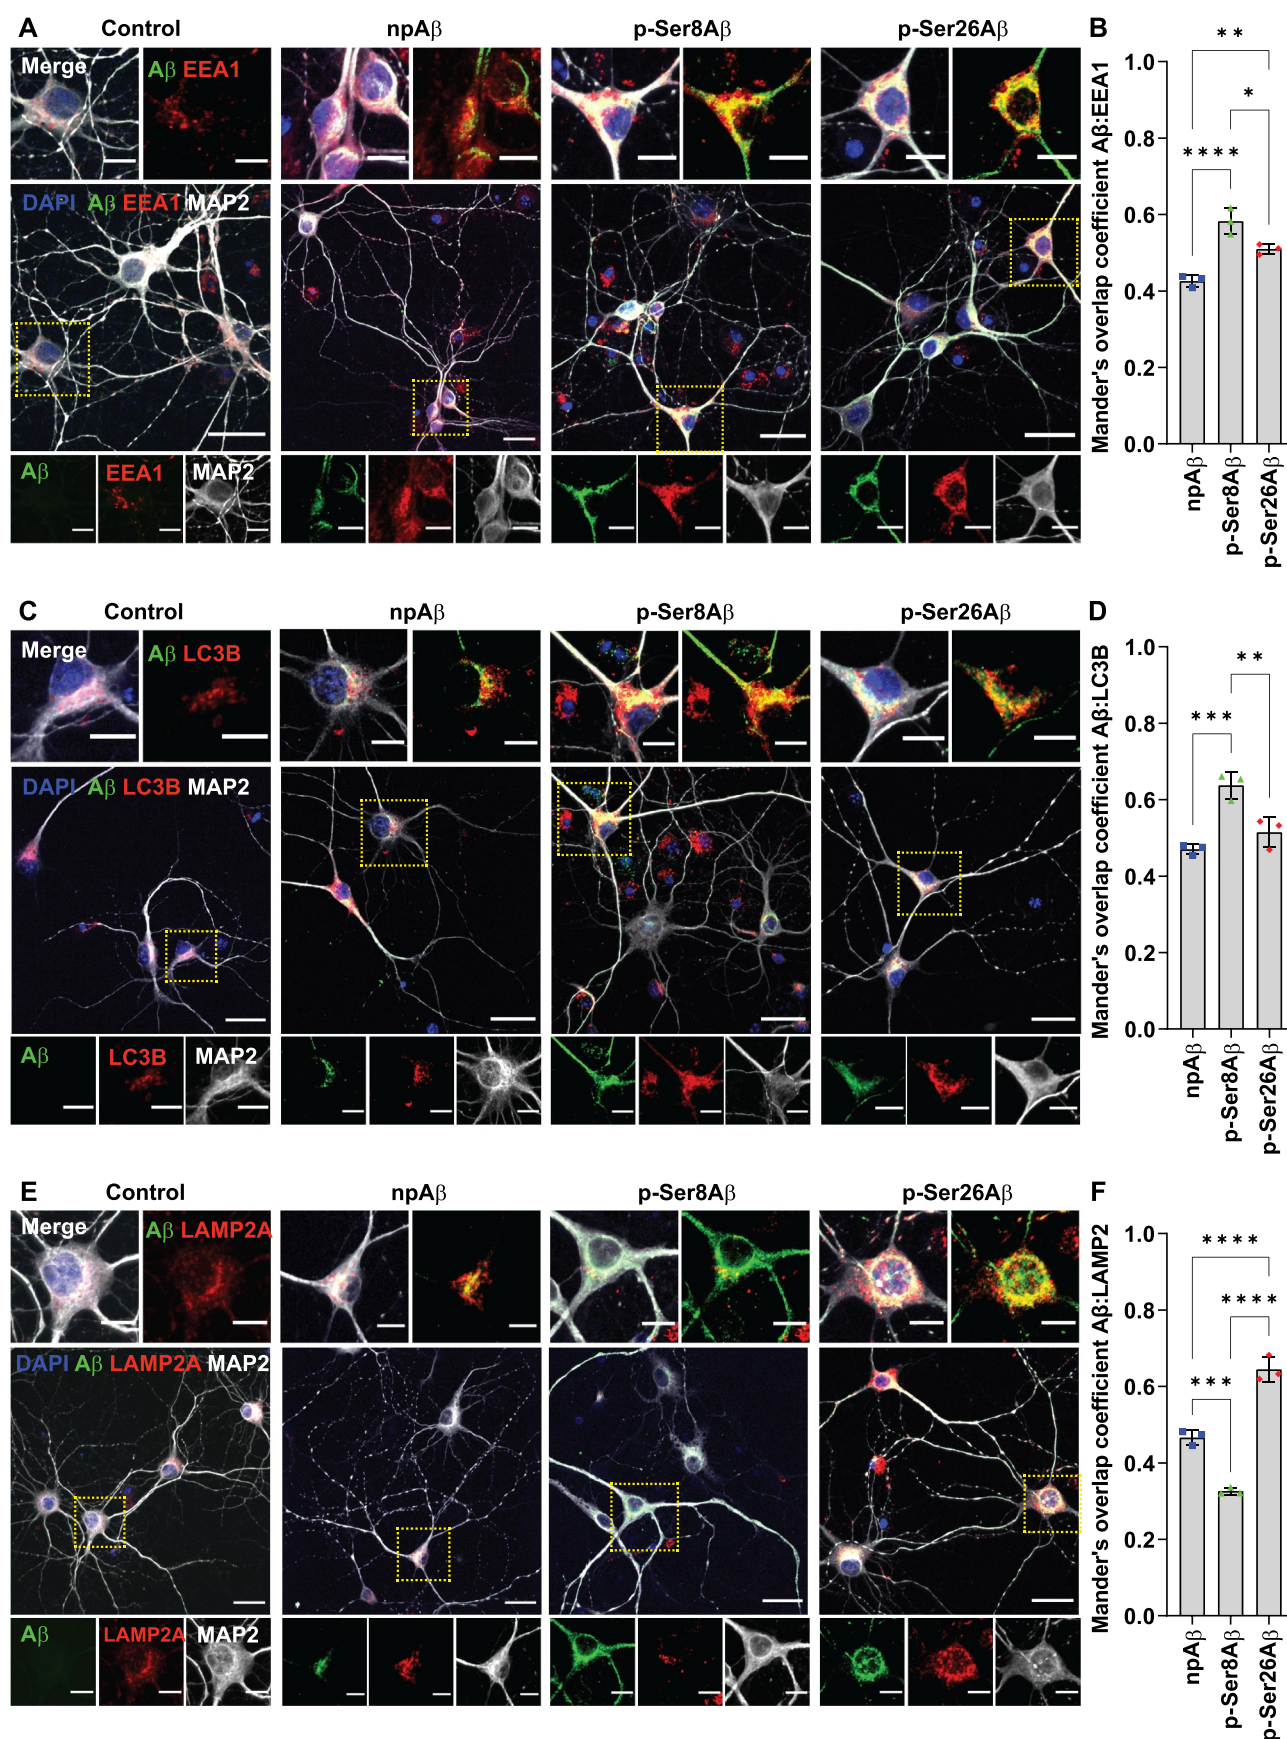 A
Control
npAβ
p-Ser8Aβ
p-Ser26Aβ
Merge
Aβ EEA1
DAPI Aβ EEA1 MAP2
Aβ
EEA1
MAP2
B
Mander's overlap coefficient Aβ:EEA1
1.0
0.8
0.6
0.4
0.2
0.0
**
*
****
npAβ
p-Ser8Aβ
p-Ser26Aβ
C
Control
npAβ
p-Ser8Aβ
p-Ser26Aβ
Merge
Aβ LC3B
DAPI Aβ LC3B MAP2
Aβ
LC3B
MAP2
D
Mander's overlap coefficient Aβ:LC3B
1.0
0.8
0.6
0.4
0.2
0.0
**
***
npAβ
p-Ser8Aβ
p-Ser26Aβ
E
Control
npAβ
p-Ser8Aβ
p-Ser26Aβ
Merge
Aβ LAMP2A
DAPI Aβ LAMP2A MAP2
Aβ
LAMP2A
MAP2
F
Mander's overlap coefficient Aβ:LAMP2
1.0
0.8
0.6
0.4
0.2
0.0
****
****
***
npAβ
p-Ser8Aβ
p-Ser26Aβ